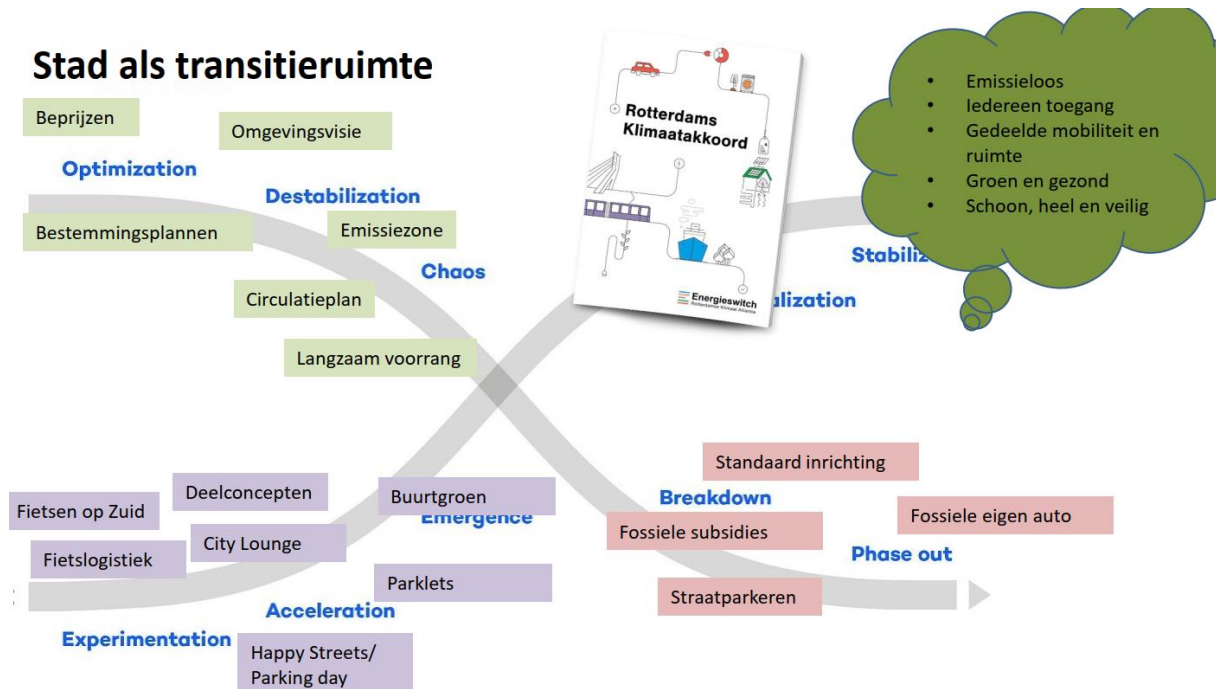 Stad als transitieruimte
Beprijzen
Omgevingsvisie
Optimization
Destabilization
Bestemmingsplannen
Emissiezone
Chaos
Circulatieplan
Langzaam voorrang
Rotterdams
Klimaatakkoord
Energieswitch
Rotterdamse Klimaat Alliantie
• Emissieloos
• Iedereen toegang
• Gedeelde mobiliteit en
ruimte
• Groen en gezond
• Schoon, heel en veilig
Stabiliz
alization
Standaard inrichting
Breakdown
Fossiele eigen auto
Fossiele subsidies
Phase out
Straatparkeren
Deelconcepten
Buurtgroen
Fietsen op Zuid
Emergence
City Lounge
Fietslogistiek
Parklets
Acceleration
Experimentation
Happy Streets/
Parking day